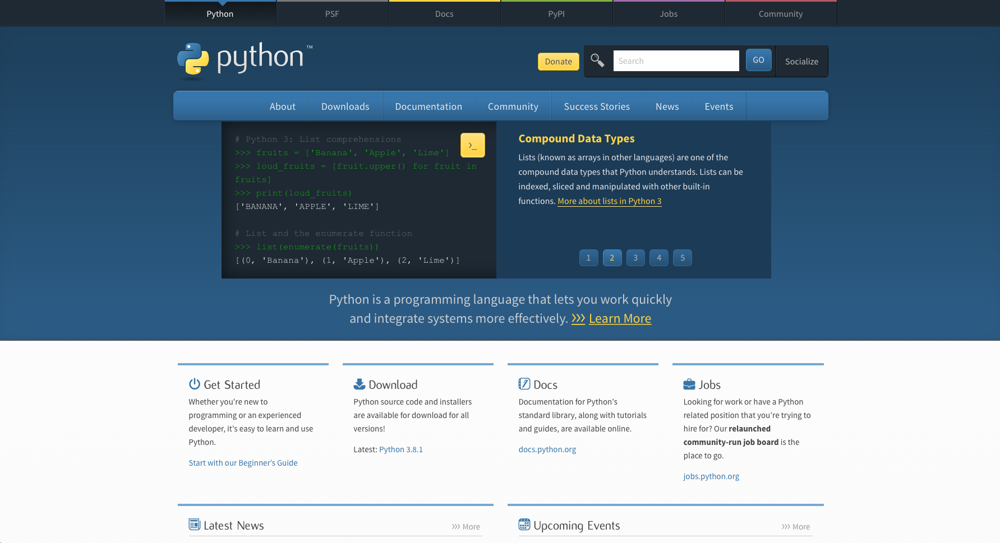 Python
PSF
Docs
PyPI
Jobs
Community
python™
Donate
Search
GO
Socialize
About
Downloads
Documentation
Community
Success Stories
News
Events
# Python 3: List comprehensions
>>> fruits = ['Banana', 'Apple', 'Lime']
>>> loud_fruits = [fruit.upper() for fruit in
fruits]
>>> print(loud_fruits)
['BANANA', 'APPLE', 'LIME']
# List and the enumerate function
>>> list(enumerate(fruits))
[(0, 'Banana'), (1, 'Apple'), (2, 'Lime')]
>_
Compound Data Types
Lists (known as arrays in other languages) are one of the
compound data types that Python understands. Lists can be
indexed, sliced and manipulated with other built-in
functions. More about lists in Python 3
1
2
3
4
5
Python is a programming language that lets you work quickly
and integrate systems more effectively. >>> Learn More
Get Started
Whether you're new to
programming or an experienced
developer, it's easy to learn and use
Python.
Start with our Beginner’s Guide
Download
Python source code and installers
are available for download for all
versions!
Latest: Python 3.8.1
Docs
Documentation for Python's
standard library, along with tutorials
and guides, are available online.
docs.python.org
Jobs
Looking for work or have a Python
related position that you're trying to
hire for? Our relaunched
community-run job board is the
place to go.
jobs.python.org
Latest News
>>> More
Upcoming Events
>>> More